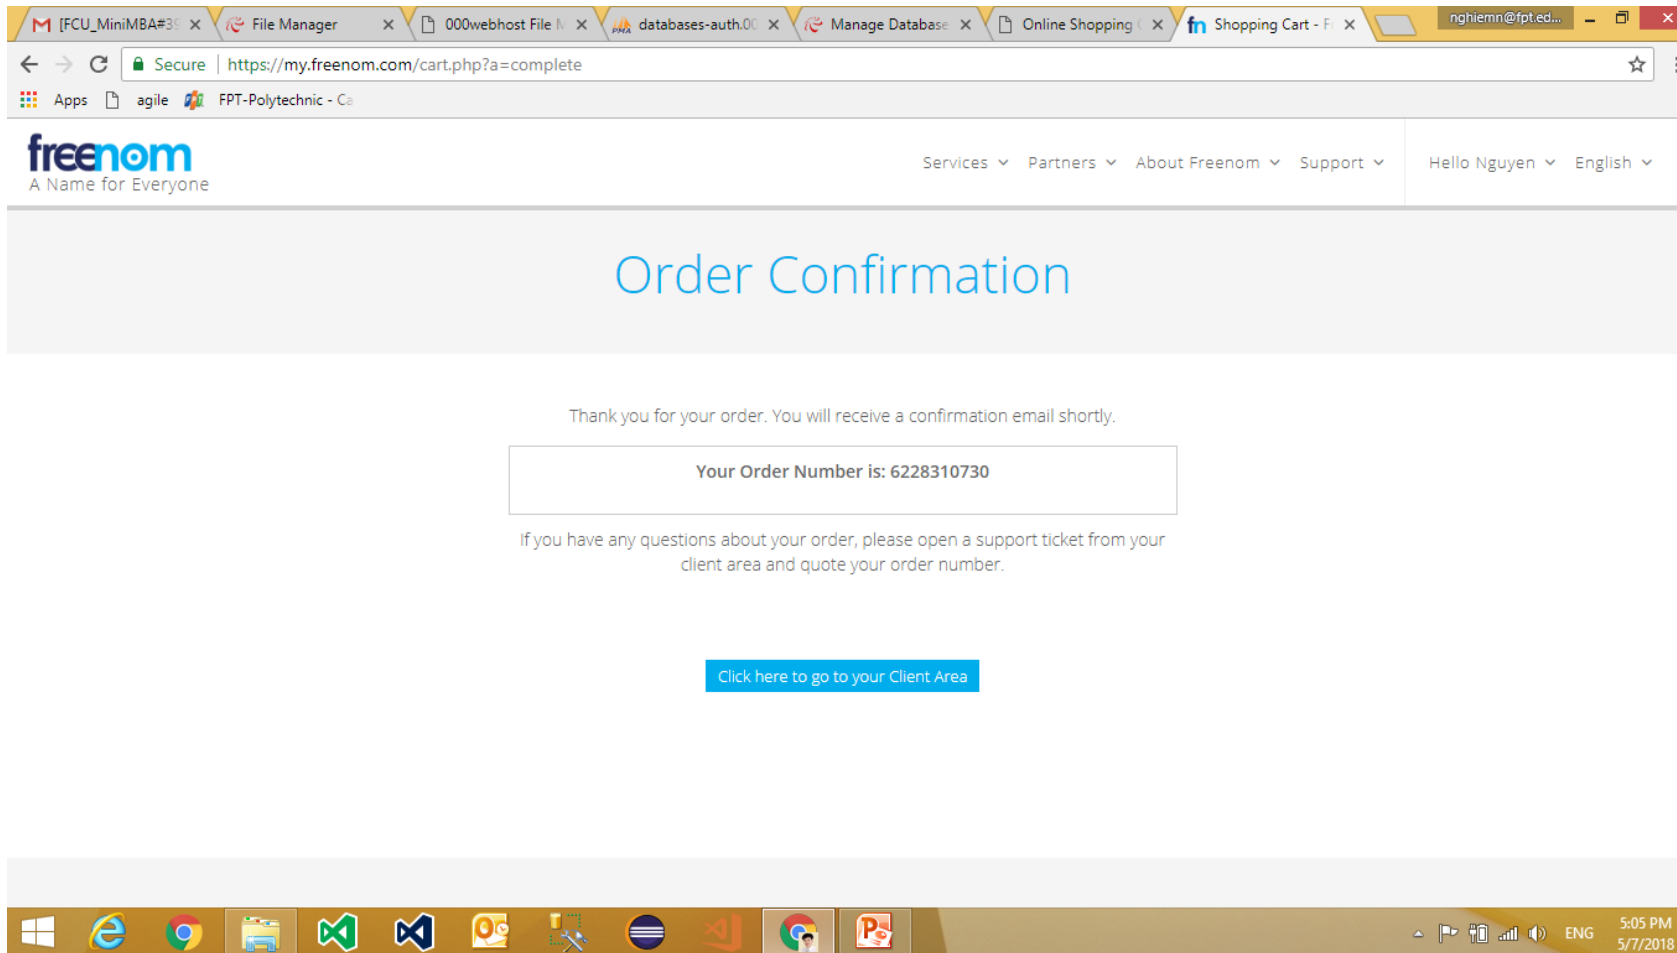 [FCU_MiniMBA#39
File Manager
000webhost File M
databases-auth.00
Manage Database
Online Shopping (
Shopping Cart - Fr
nghiemn@fpt.ed...
Secure | https://my.freenom.com/cart.php?a=complete
Apps agile FPT-Polytechnic - Ca
freenom
A Name for Everyone
Services Partners About Freenom Support Hello Nguyen English
Order Confirmation
Thank you for your order. You will receive a confirmation email shortly.
Your Order Number is: 6228310730
If you have any questions about your order, please open a support ticket from your
client area and quote your order number.
Click here to go to your Client Area
ENG
5:05 PM
5/7/2018